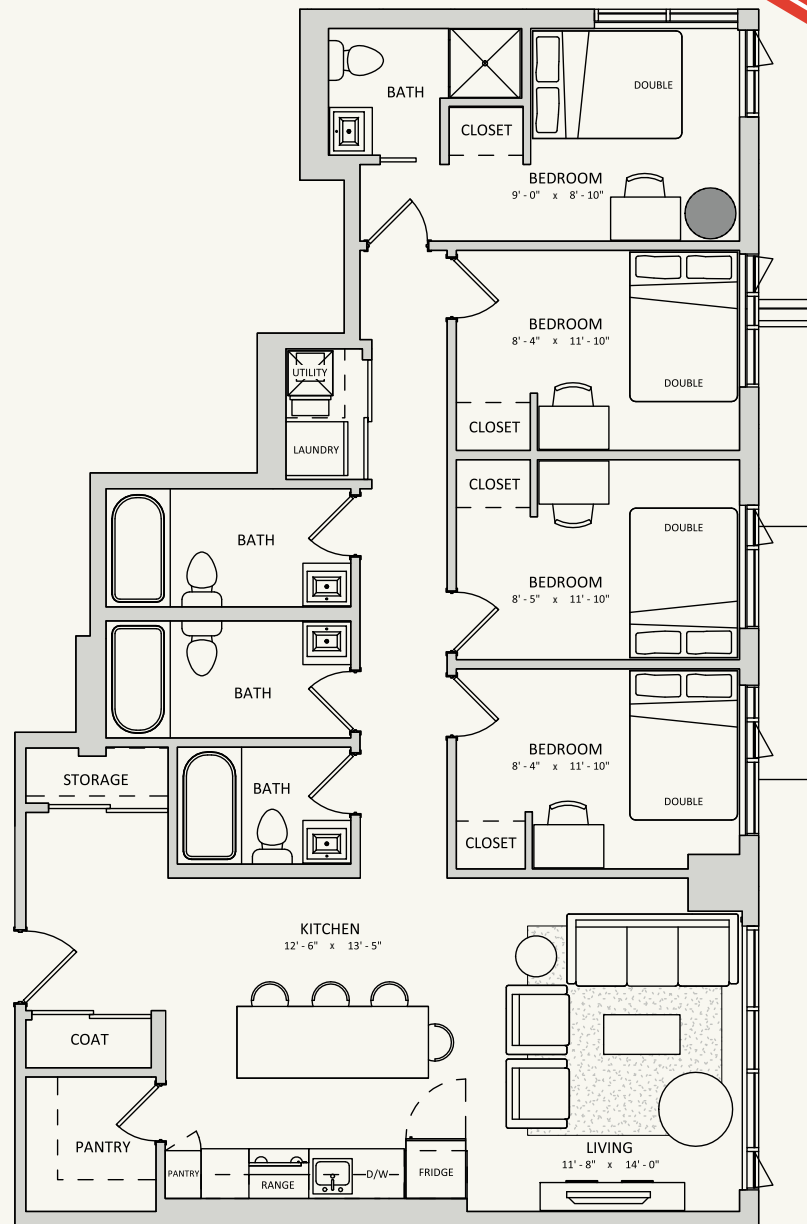 BATH
DOUBLE
CLOSET
BEDROOM
9' - 0" x 8' - 10"
BEDROOM
8' - 4" x 11' - 10"
UTILITY
DOUBLE
CLOSET
LAUNDRY
CLOSET
DOUBLE
BATH
BEDROOM
8' - 5" x 11' - 10"
BATH
BEDROOM
8' - 4" x 11' - 10"
STORAGE
BATH
DOUBLE
CLOSET
KITCHEN
12' - 6" x 13' - 5"
COAT
PANTRY
LIVING
11' - 8" x 14' - 0"
PANTRY
RANGE
D/W
FRIDGE